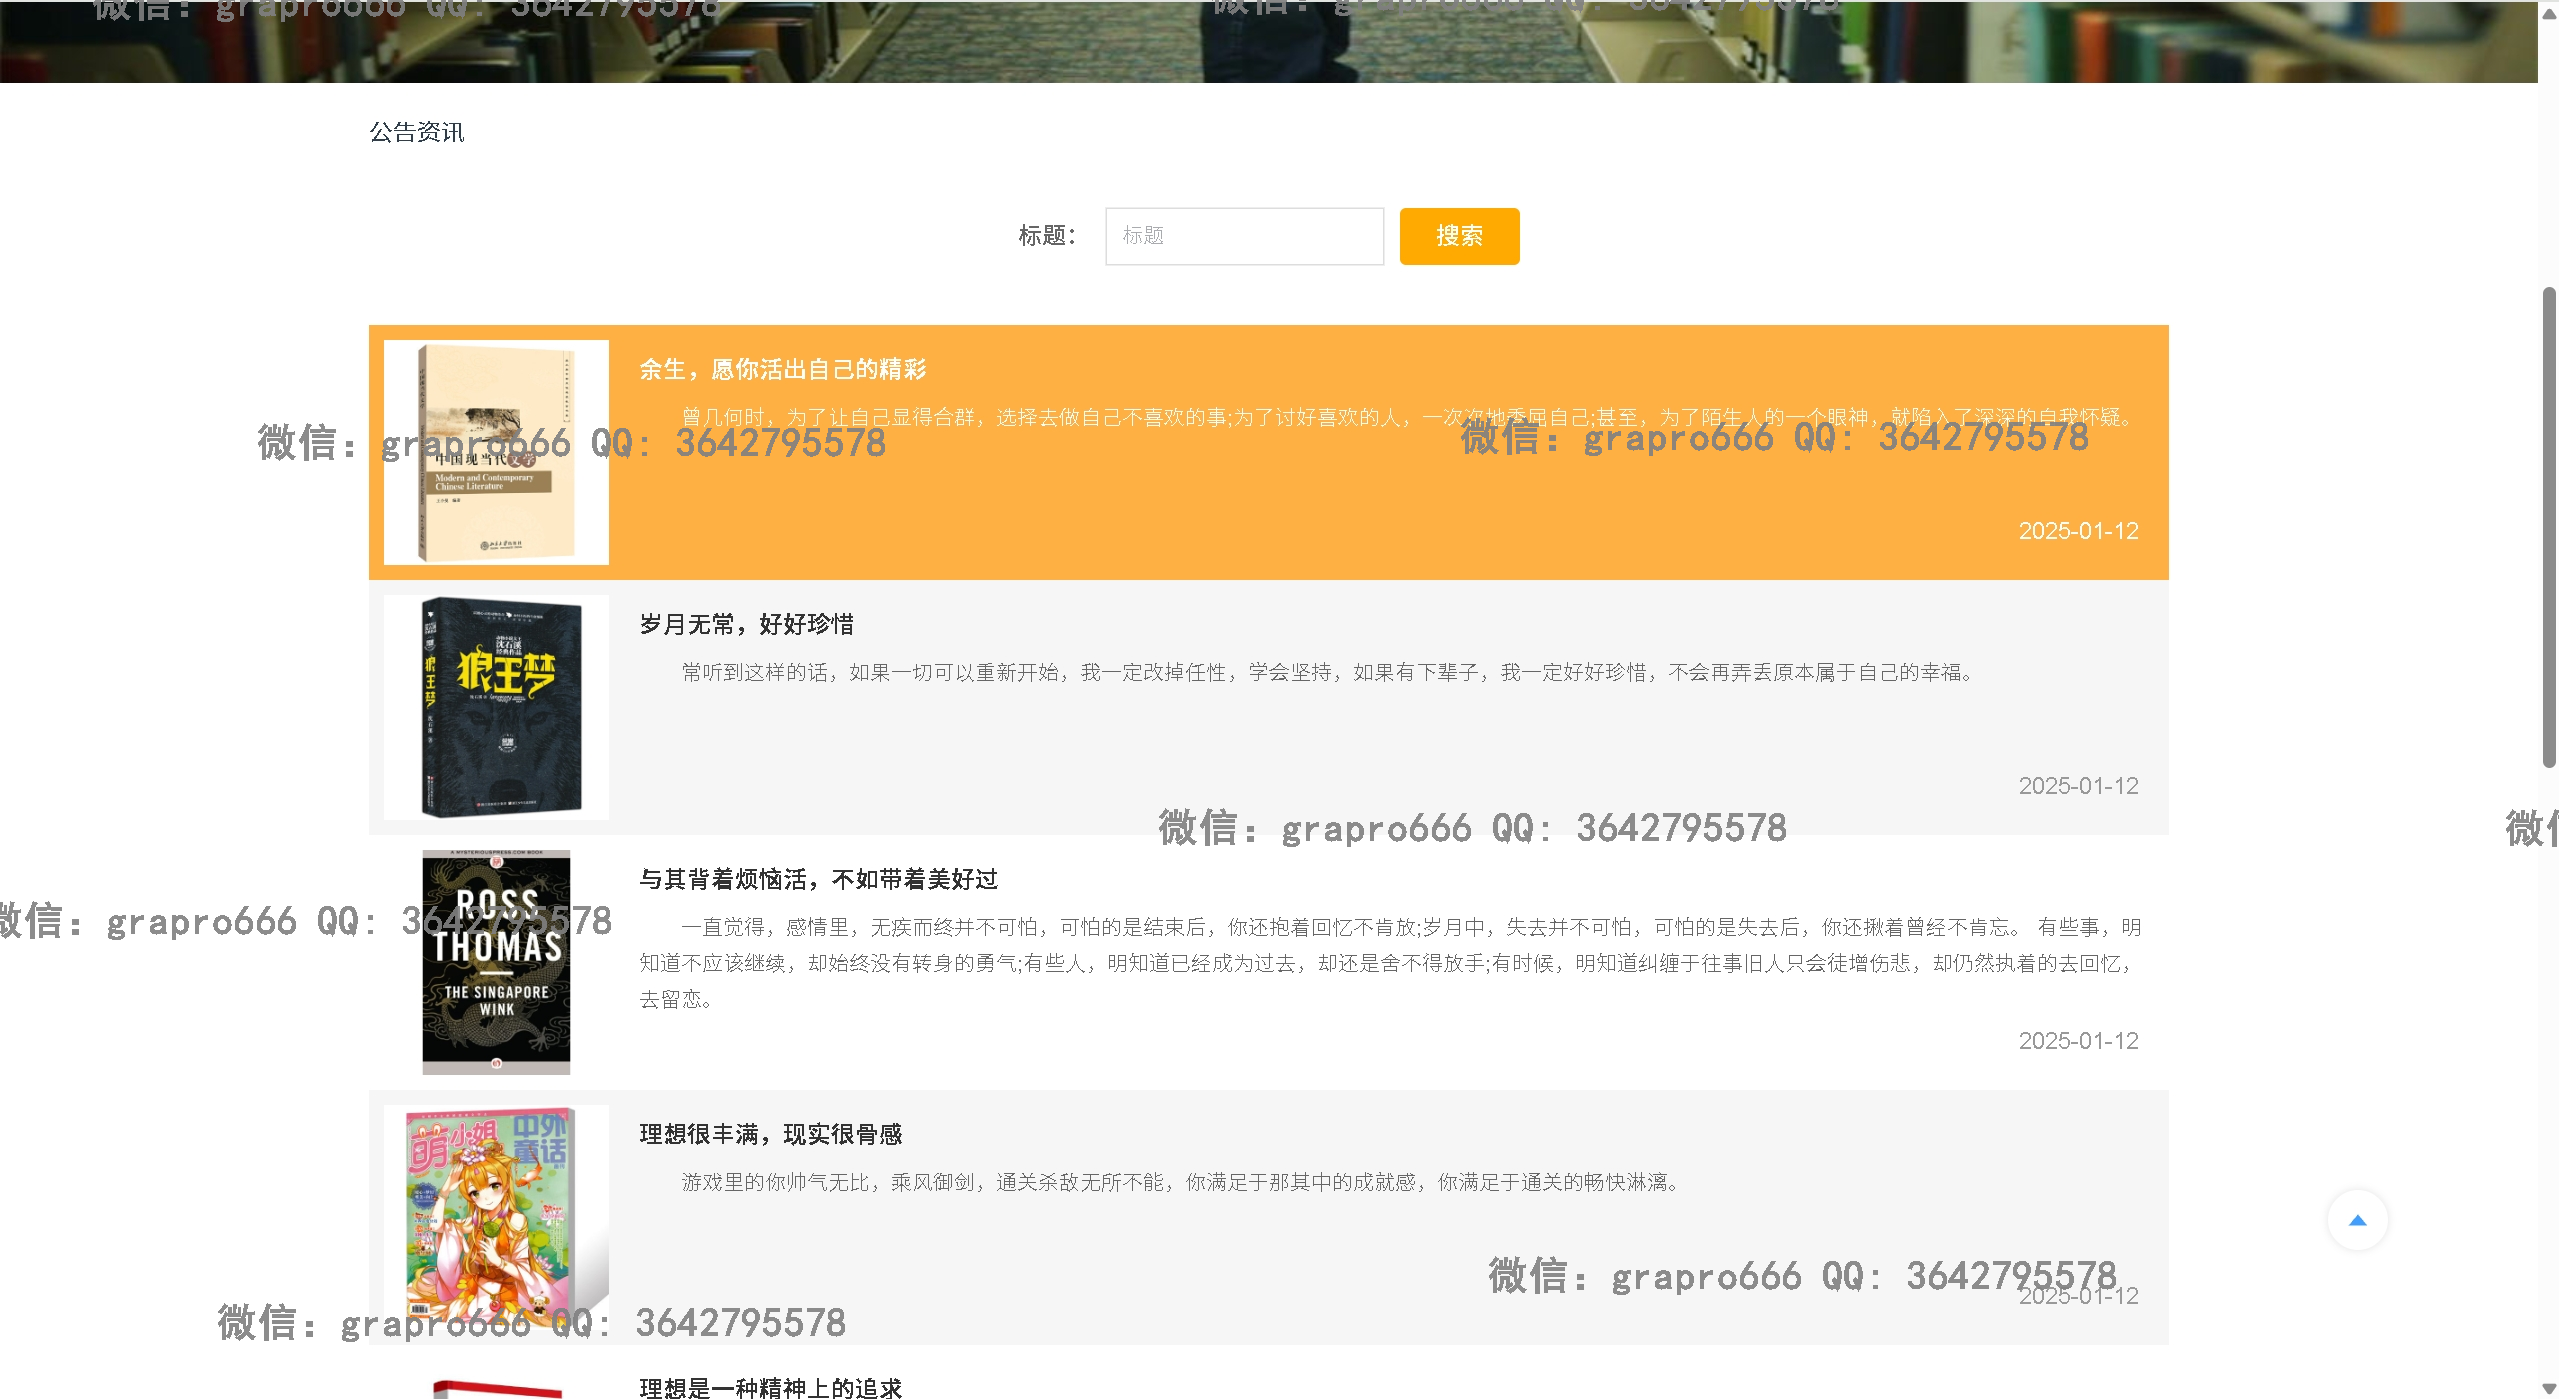 微信: grapro666 QQ: 3642795578
微信: grapro666 QQ: 3642795578
公告资讯
标题：
标题
搜索
余生，愿你活出自己的精彩
曾几何时，为了让自己显得合群，选择去做自己不喜欢的事;为了讨好喜欢的人，一次次地委屈自己;甚至，为了陌生人的一个眼神，就陷入了深深的自我怀疑。
微信: grapro666 QQ: 3642795578
微信: grapro666 QQ: 3642795578
中国现当代文学
Modern and Contemporary
Chinese Literature
北京大学出版社
2025-01-12
岁月无常，好好珍惜
常听到这样的话，如果一切可以重新开始，我一定改掉任性，学会坚持，如果有下辈子，我一定好好珍惜，不会再弄丢原本属于自己的幸福。
沈石溪
狼王梦
狼王梦
2025-01-12
微信: grapro666 QQ: 3642795578
微信
A MYSTERIOUSPRESS.COM BOOK
与其背着烦恼活，不如带着美好过
一直觉得，感情里，无疾而终并不可怕，可怕的是结束后，你还抱着回忆不肯放;岁月中，失去并不可怕，可怕的是失去后，你还揪着曾经不肯忘。 有些事，明
知道不应该继续，却始终没有转身的勇气;有些人，明知道已经成为过去，却还是舍不得放手;有时候，明知道纠缠于往事旧人只会徒增伤悲，却仍然执着的去回忆，
去留恋。
微信: grapro666 QQ: 3642795578
ROSS
THOMAS
THE SINGAPORE
WINK
2025-01-12
理想很丰满，现实很骨感
游戏里的你帅气无比，乘风御剑，通关杀敌无所不能，你满足于那其中的成就感，你满足于通关的畅快淋漓。
萌小姐
中外
童话
微信: grapro666 QQ: 3642795578
2025-01-12
微信: grapro666 QQ: 3642795578
理想是一种精神上的追求